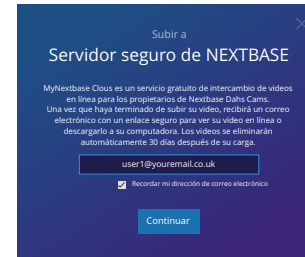 Subir a
Servidor seguro de NEXTBASE
MyNextbase Clous es un servicio gratuito de intercambio de videos
en línea para los propietarios de Nextbase Dahs Cams.
Una vez que haya terminado de subir su video, recibirá un correo
electrónico con un enlace seguro para ver su video en línea o
descargarlo a su computadora. Los videos se eliminarán
automáticamente 30 días después de su carga.
user1@youremail.co.uk
Recordar mi dirección de correo electrónico
Continuar